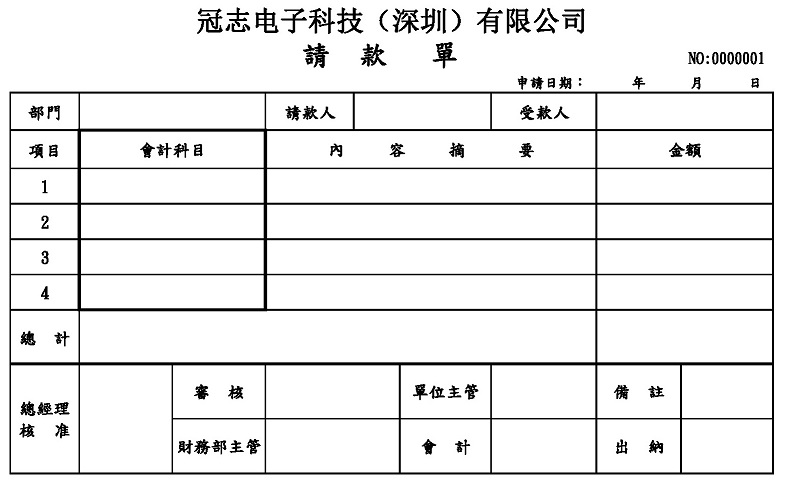 冠志电子科技（深圳）有限公司
請 款 單
NO:0000001
申請日期： 年 月 日
部門 請款人 受款人
項目 會計科目 內 容 摘 要 金額
1
2
3
4
總 計
總經理
核 准
審 核 單位主管 備 註
財務部主管 會 計 出 納